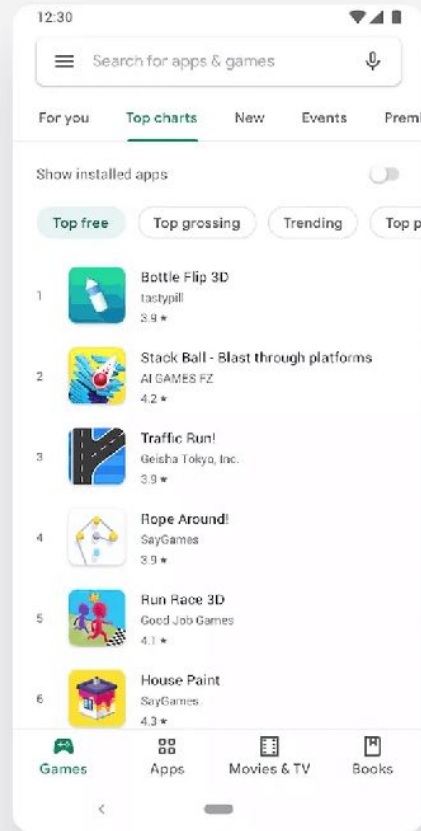 12:30
Search for apps & games
For you Top charts New Events Premi
Show installed apps
Top free Top grossing Trending Top p
1
Bottle Flip 3D
tastypill
3.9 ★
2
Stack Ball - Blast through platforms
AI GAMES FZ
4.2 ★
3
Traffic Run!
Geisha Tokyo, Inc.
3.9 ★
4
Rope Around!
SayGames
3.9 ★
5
Run Race 3D
Good Job Games
4.1 ★
6
House Paint
SayGames
4.3 ★
Games Apps Movies & TV Books